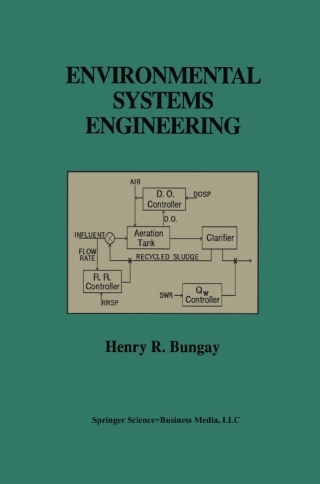 ENVIRONMENTAL
SYSTEMS
ENGINEERING
AIR
D. O.
Controller
DOSP
D.O.
INFLUENT
Aeration
Tank
Clarifier
FLOW
RATE
RECYCLED SLUDGE
R. R.
Controller
RRSP
SWR
Qw
Controller
Henry R. Bungay
Springer Science+Business Media, LLC